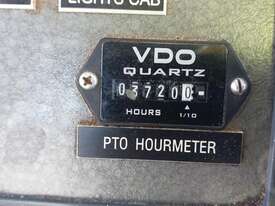 LIGHTS CAB
VDO
QUARTZ
037200
HOURS 1/10
PTO HOURMETER